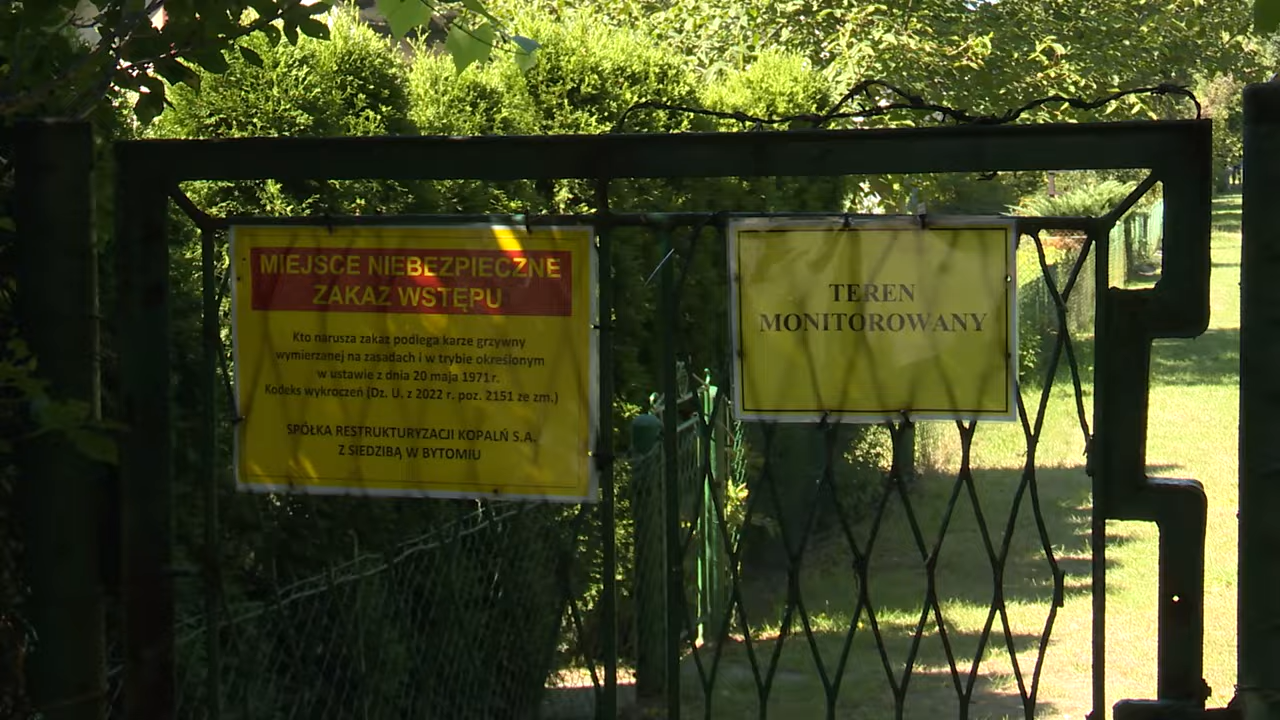 MIEJSCE NIEBEZPIECZNE
ZAKAZ WSTĘPU
Kto narusza zakaz podlega karze grzywny
wymierzanej na zasadach i w trybie określonym
w ustawie z dnia 20 maja 1971 r.
Kodeks wykroczeń (Dz. U. z 2022 r. poz. 2151 ze zm.)
SPÓŁKA RESTRUKTURYZACJI KOPALŃ S.A.
Z SIEDZIBĄ W BYTOMIU
TEREN
MONITOROWANY